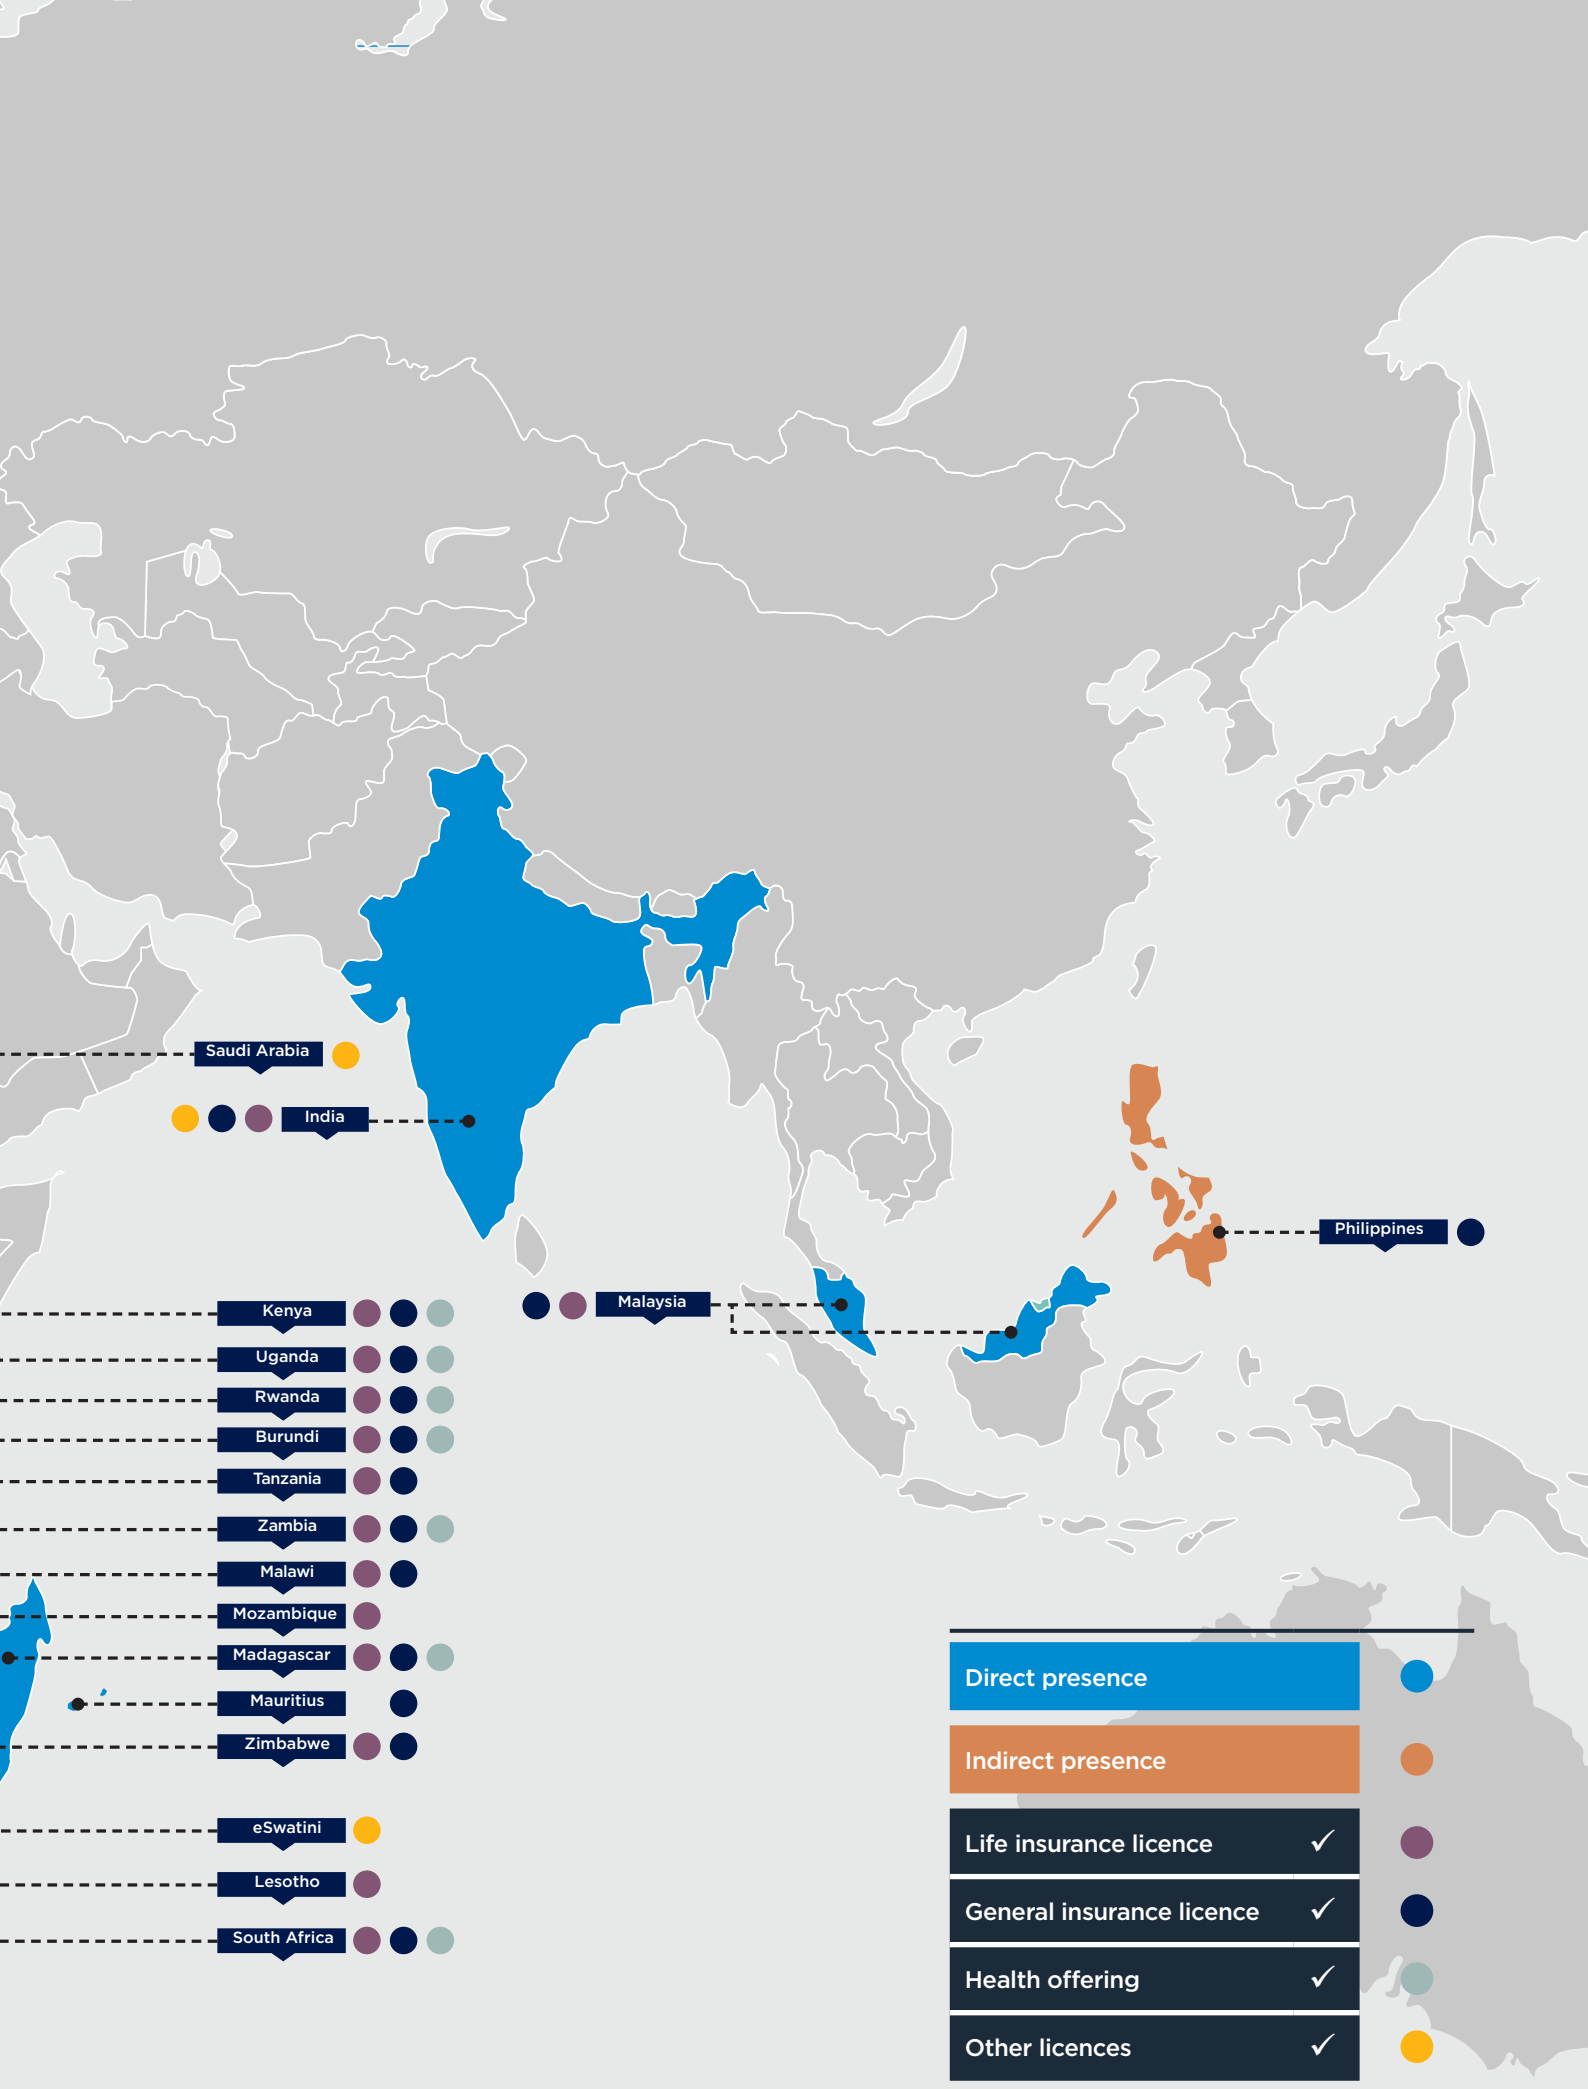 Saudi Arabia
India
Philippines
Malaysia
Kenya
Uganda
Rwanda
Burundi
Tanzania
Zambia
Malawi
Mozambique
Madagascar
Mauritius
Zimbabwe
eSwatini
Lesotho
South Africa
Direct presence
Indirect presence
Life insurance licence ✓
General insurance licence ✓
Health offering ✓
Other licences ✓